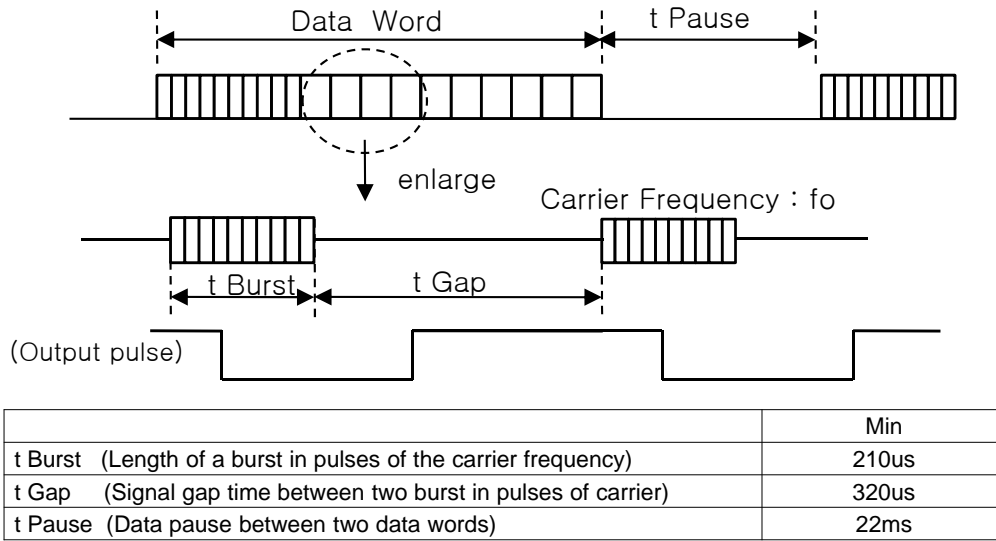 Data Word
t Pause
enlarge
Carrier Frequency : fo
t Burst
t Gap
(Output pulse)
Min
t Burst (Length of a burst in pulses of the carrier frequency) 210us
t Gap (Signal gap time between two burst in pulses of carrier) 320us
t Pause (Data pause between two data words) 22ms